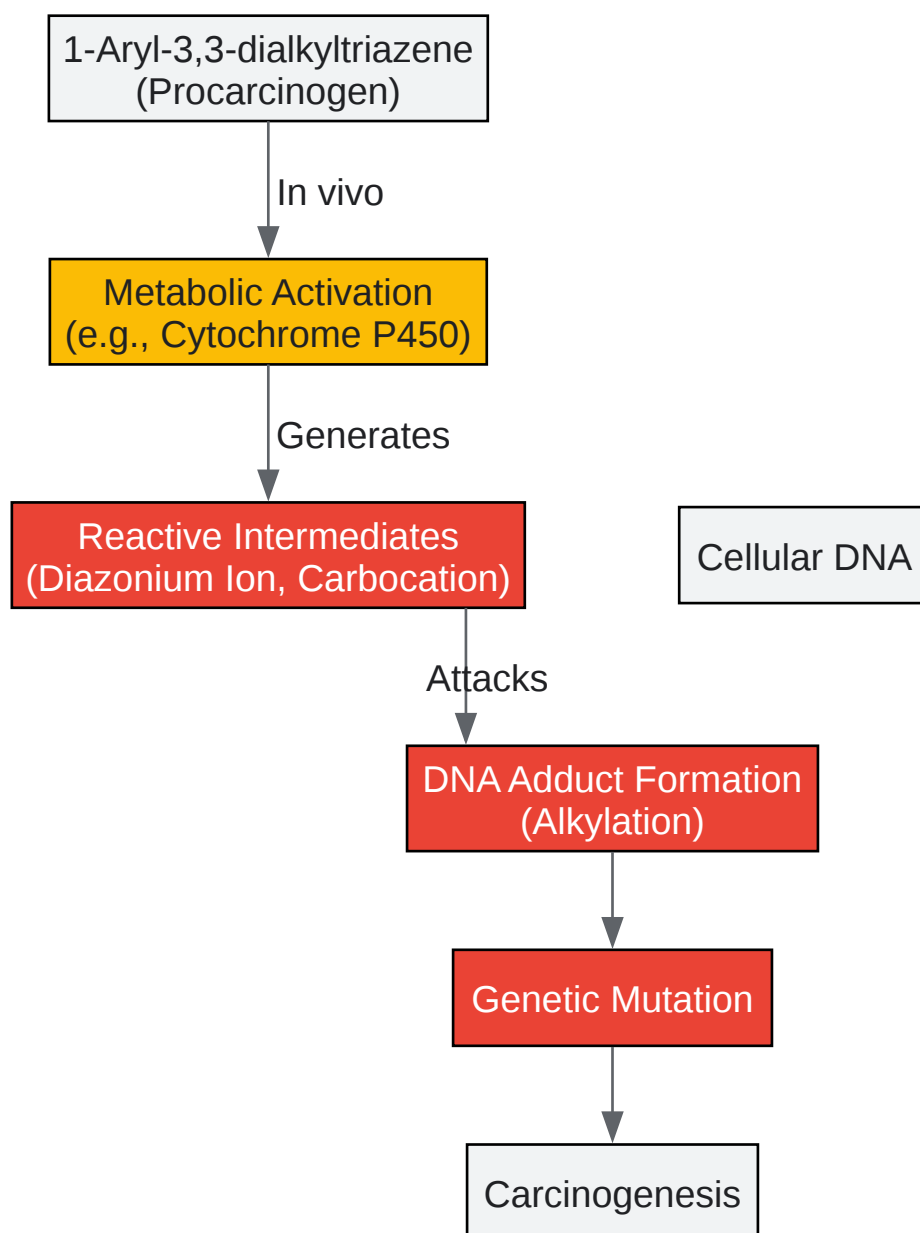 1-Aryl-3,3-dialkyltriazene
(Procarcinogen)
In vivo
Metabolic Activation
(e.g., Cytochrome P450)
Generates
Reactive Intermediates
(Diazonium Ion, Carbocation)
Cellular DNA
Attacks
DNA Adduct Formation
(Alkylation)
Genetic Mutation
Carcinogenesis